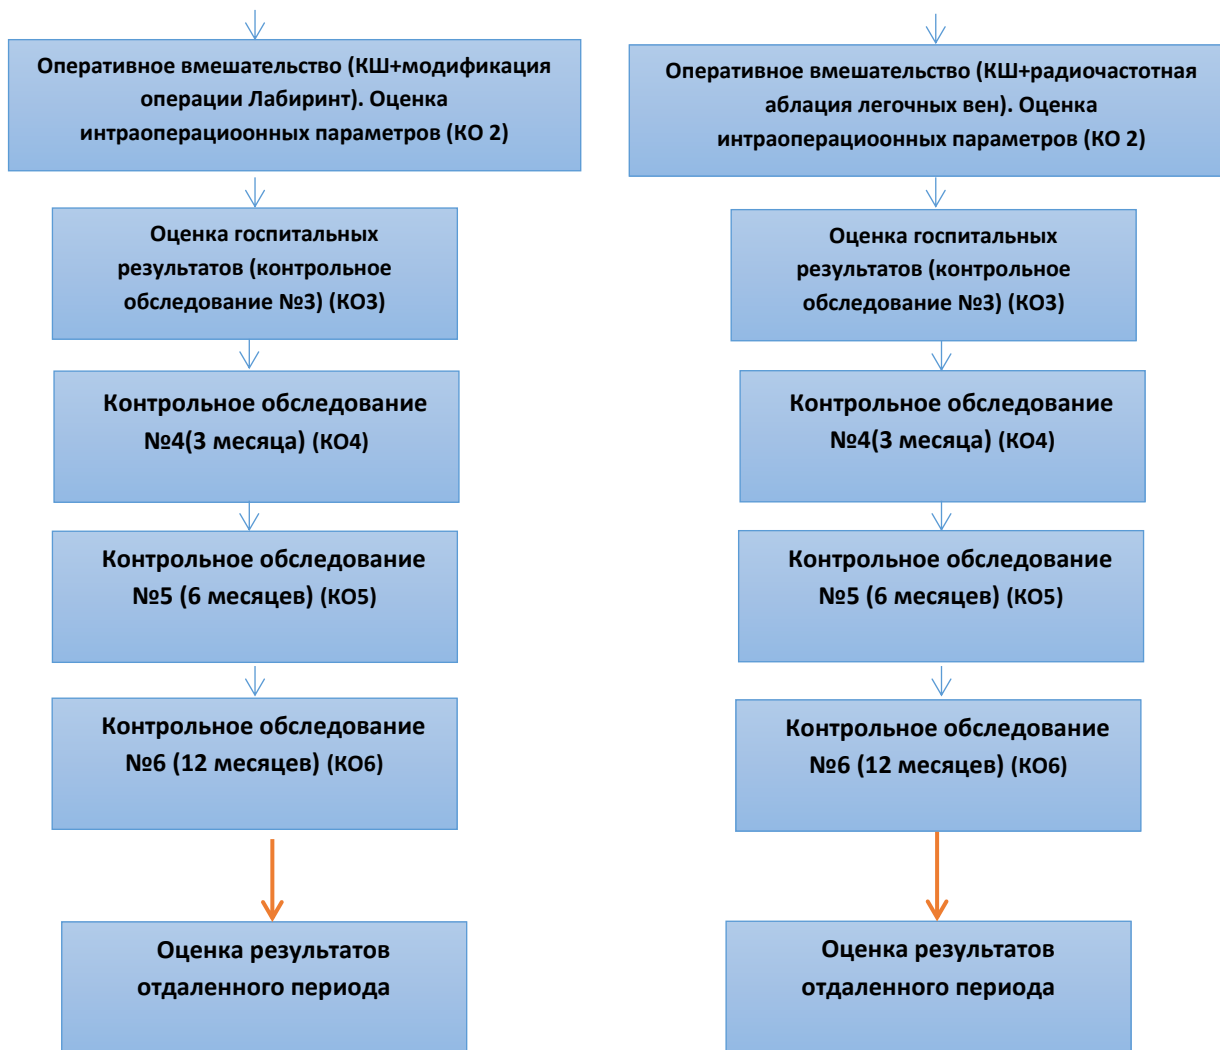 Оперативное вмешательство (КШ+модификация
операции Лабиринт). Оценка
интраоперациоонных параметров (КО 2)
Оценка госпитальных
результатов (контрольное
обследование №3) (КО3)
Контрольное обследование
№4(3 месяца) (КО4)
Контрольное обследование
№5 (6 месяцев) (КО5)
Контрольное обследование
№6 (12 месяцев) (КО6)
Оценка результатов
отдаленного периода
Оперативное вмешательство (КШ+радиочастотная
аблация легочных вен). Оценка
интраоперациоонных параметров (КО 2)
Оценка госпитальных
результатов (контрольное
обследование №3) (КО3)
Контрольное обследование
№4(3 месяца) (КО4)
Контрольное обследование
№5 (6 месяцев) (КО5)
Контрольное обследование
№6 (12 месяцев) (КО6)
Оценка результатов
отдаленного периода